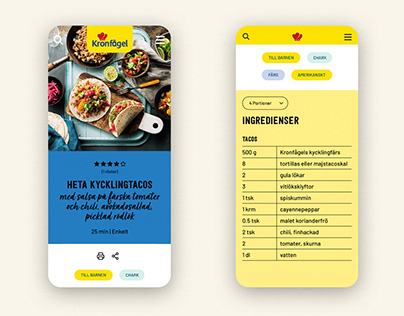 Kronfågel
(1 röster)
HETA KYCKLINGTACOS
med salsa på färska tomater
och chili, avokadosallad,
picklad rödlök
25 min | Enkelt
TILL BARNEN
CHARK
TILL BARNEN
CHARK
FÄRS
AMERIKANSKT
4 Portioner
INGREDIENSER
TACOS
500 g Kronfågels kycklingfärs
8 tortillas eller majstacoskal
2 gula lökar
3 vitlöksklyftor
1 tsk spiskummin
1 krm cayennepeppar
0.5 tsk malet korianderfrö
2 tsk chili, finhackad
2 tomater, skurna
1 dl vatten